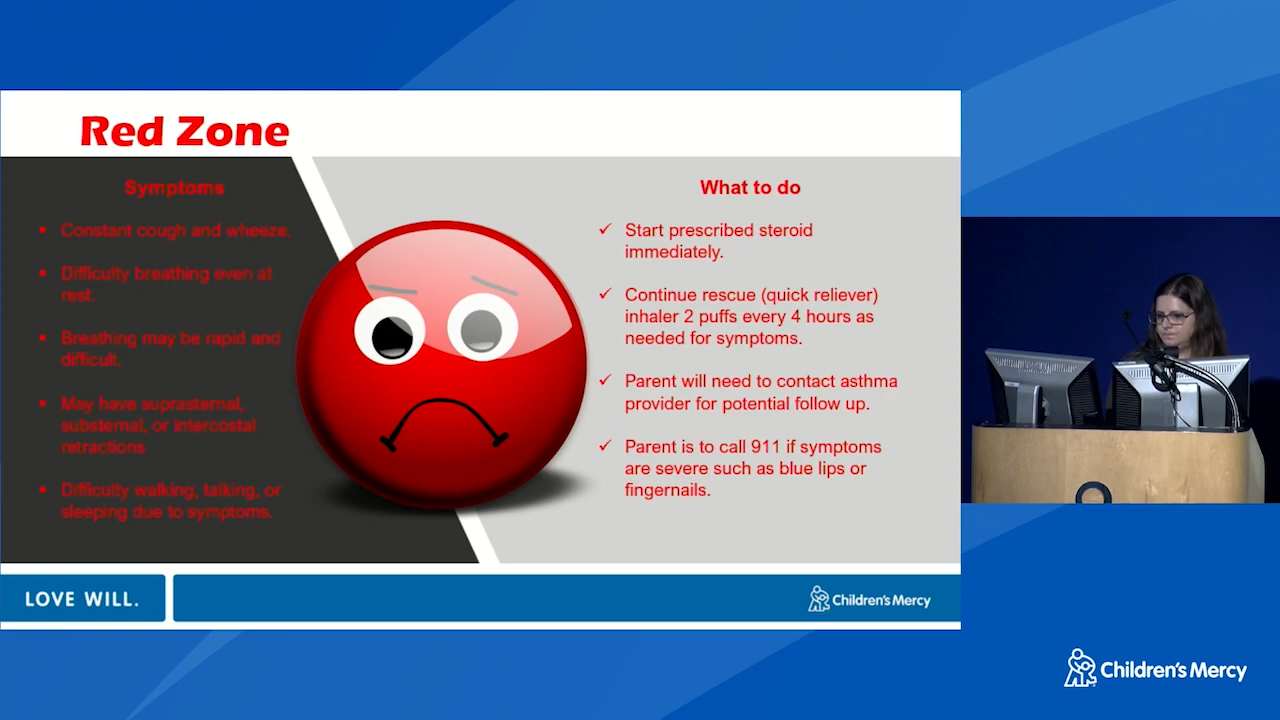 Red Zone
Symptoms
Constant cough and wheeze.
Difficulty breathing even at
rest.
Breathing may be rapid and
difficult.
May have suprasternal,
substernal, or intercostal
retractions
Difficulty walking, talking, or
sleeping due to symptoms.
What to do
Start prescribed steroid
immediately.
Continue rescue (quick reliever)
inhaler 2 puffs every 4 hours as
needed for symptoms.
Parent will need to contact asthma
provider for potential follow up.
Parent is to call 911 if symptoms
are severe such as blue lips or
fingernails.
LOVE WILL.
Children's Mercy
Children's Mercy